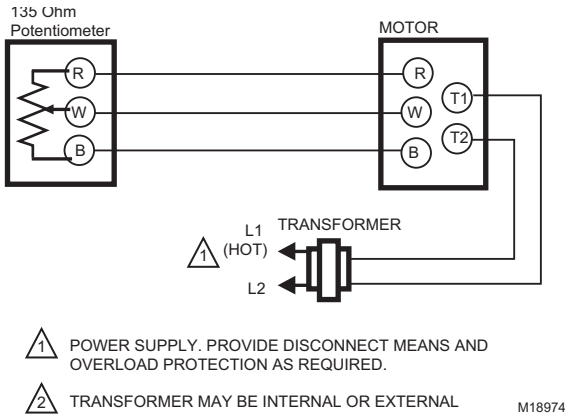 135 Ohm
Potentiometer
MOTOR
R
R
T1
W
W
T2
B
B
TRANSFORMER
L1
(HOT)
1
L2
1 POWER SUPPLY. PROVIDE DISCONNECT MEANS AND
OVERLOAD PROTECTION AS REQUIRED.
2 TRANSFORMER MAY BE INTERNAL OR EXTERNAL
M18974